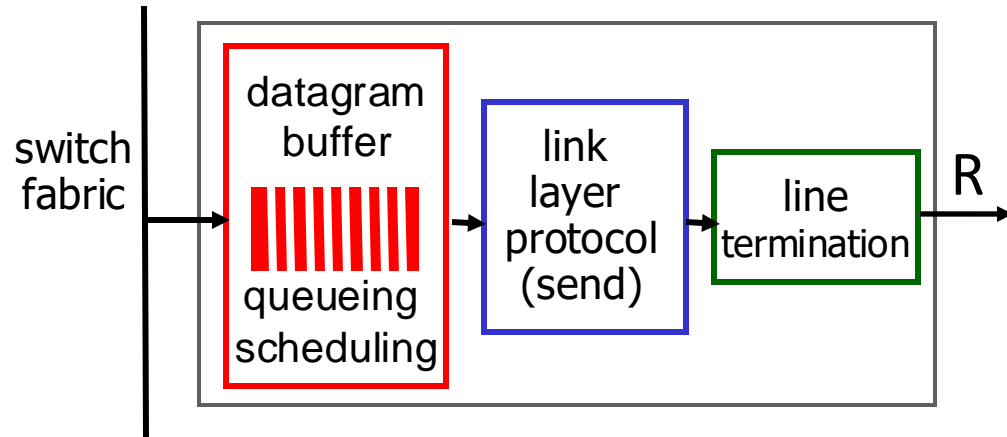 switch
fabric
datagram
buffer
queueing
scheduling
link
layer
protocol
(send)
line
termination
R